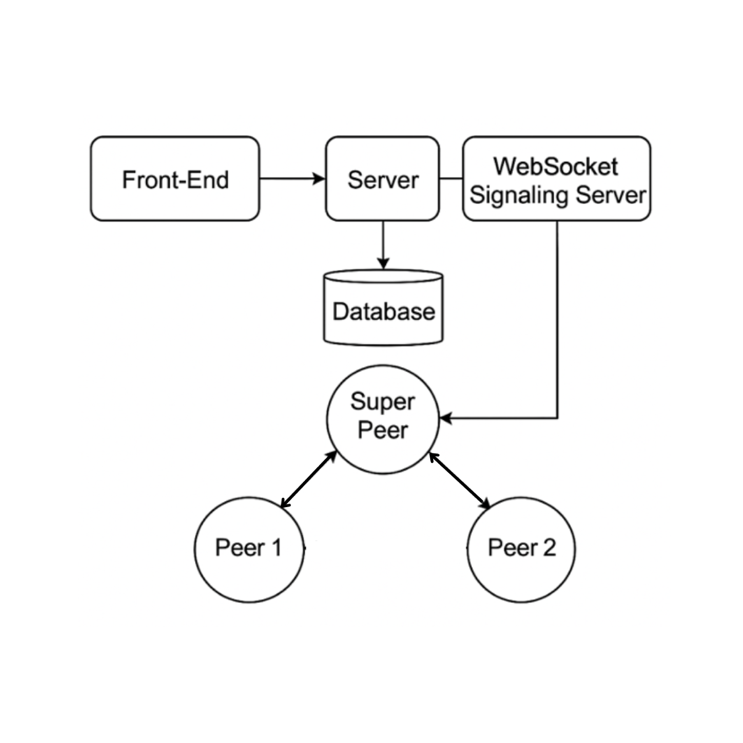 Front-End
Server
WebSocket
Signaling Server
Database
Super
Peer
Peer 1
Peer 2